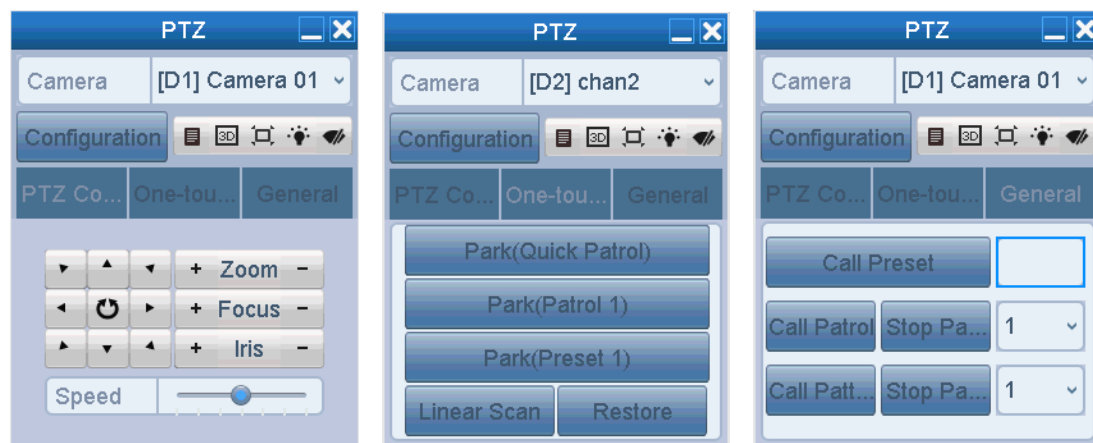 PTZ
Camera [D1] Camera 01
Configuration 3D
PTZ Co... One-tou... General
+ Zoom -
+ Focus -
+ Iris -
Speed
PTZ
Camera [D2] chan2
Configuration 3D
PTZ Co... One-tou... General
Park(Quick Patrol)
Park(Patrol 1)
Park(Preset 1)
Linear Scan Restore
PTZ
Camera [D1] Camera 01
Configuration 3D
PTZ Co... One-tou... General
Call Preset
Call Patrol Stop Pa... 1
Call Patt... Stop Pa... 1